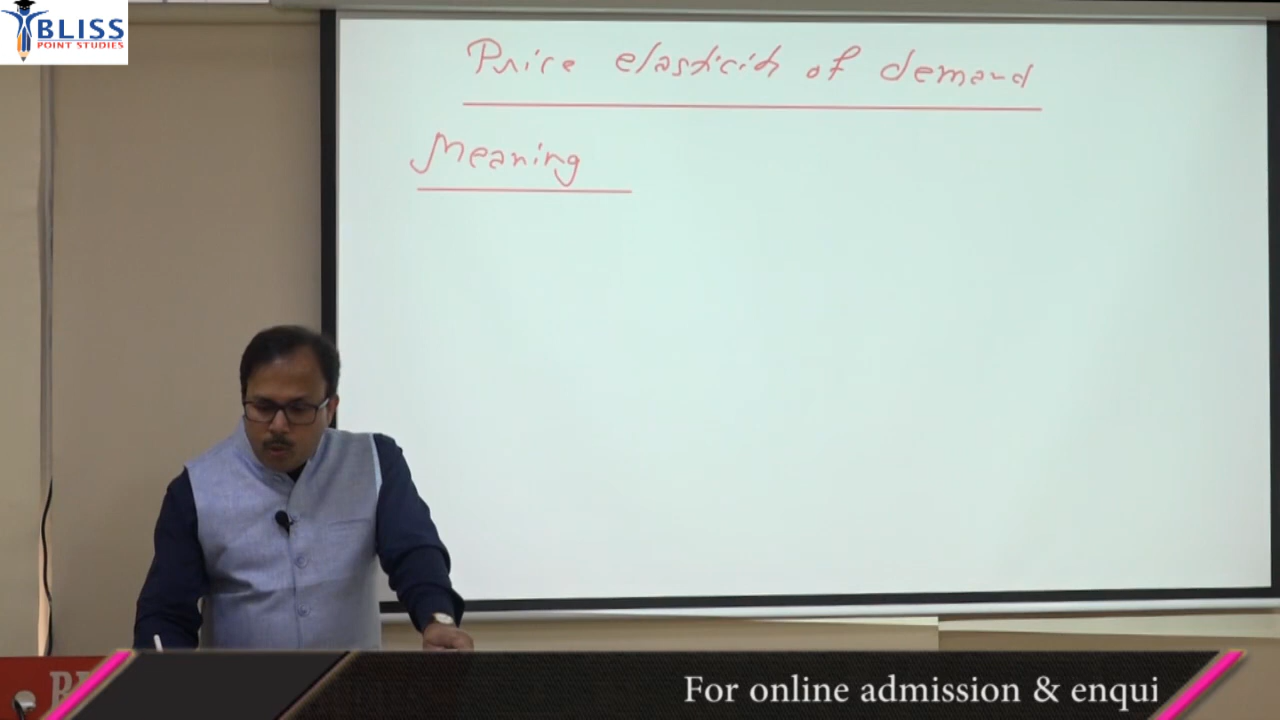 BLISS
POINT STUDIES
Price elasticity of demand
Meaning
For online admission & enqui